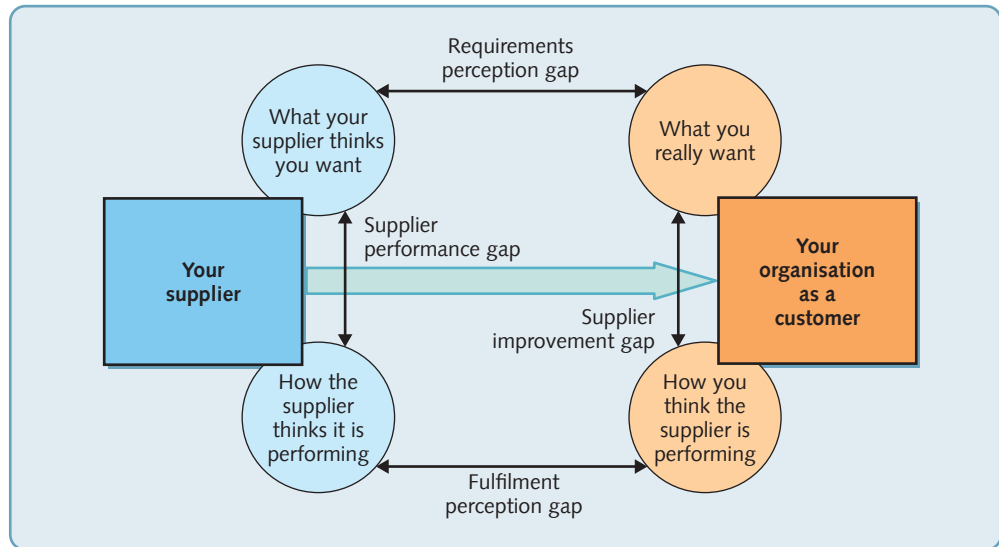 Requirements
perception gap
What your
supplier thinks
you want
What you
really want
Your
supplier
Supplier
performance gap
Your
organisation
as a
customer
Supplier
improvement gap
How the
supplier
thinks it is
performing
How you
think the
supplier is
performing
Fulfilment
perception gap